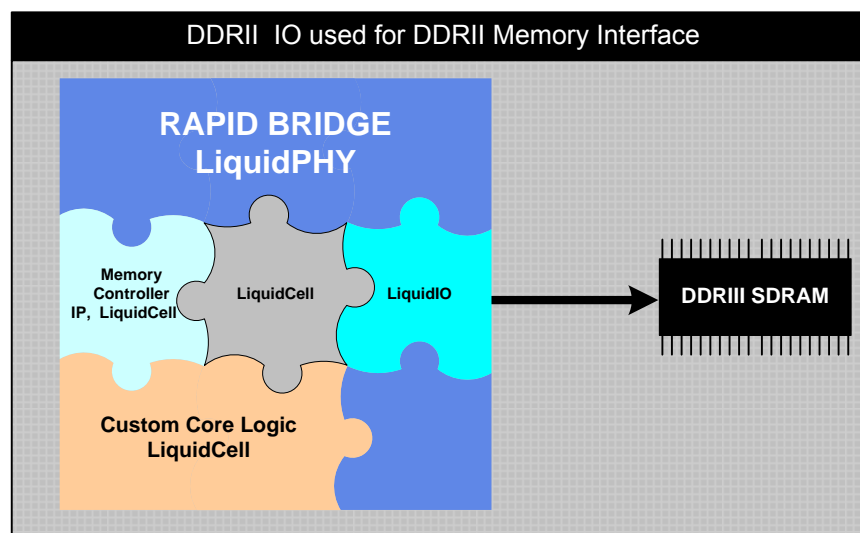 DDRII IO used for DDRII Memory Interface
RAPID BRIDGE
LiquidPHY
Memory
Controller
IP, LiquidCell
LiquidCell
LiquidIO
DDRIII SDRAM
Custom Core Logic
LiquidCell